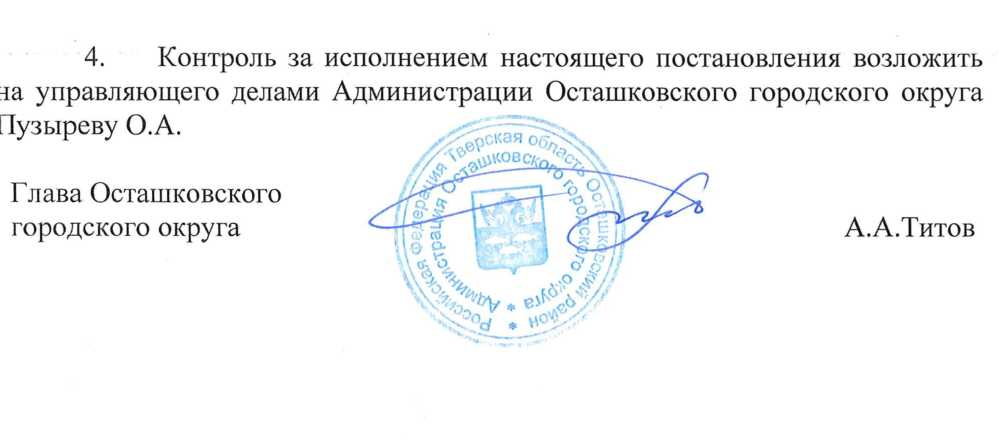 4. Контроль за исполнением настоящего постановления возложить
на управляющего делами Администрации Осташковского городского округа
Пузыреву О.А.
Глава Осташковского
городского округа
А.А.Титов
Российская Федерация Тверская область Осташковский район *
Администрация Осташковского городского округа *